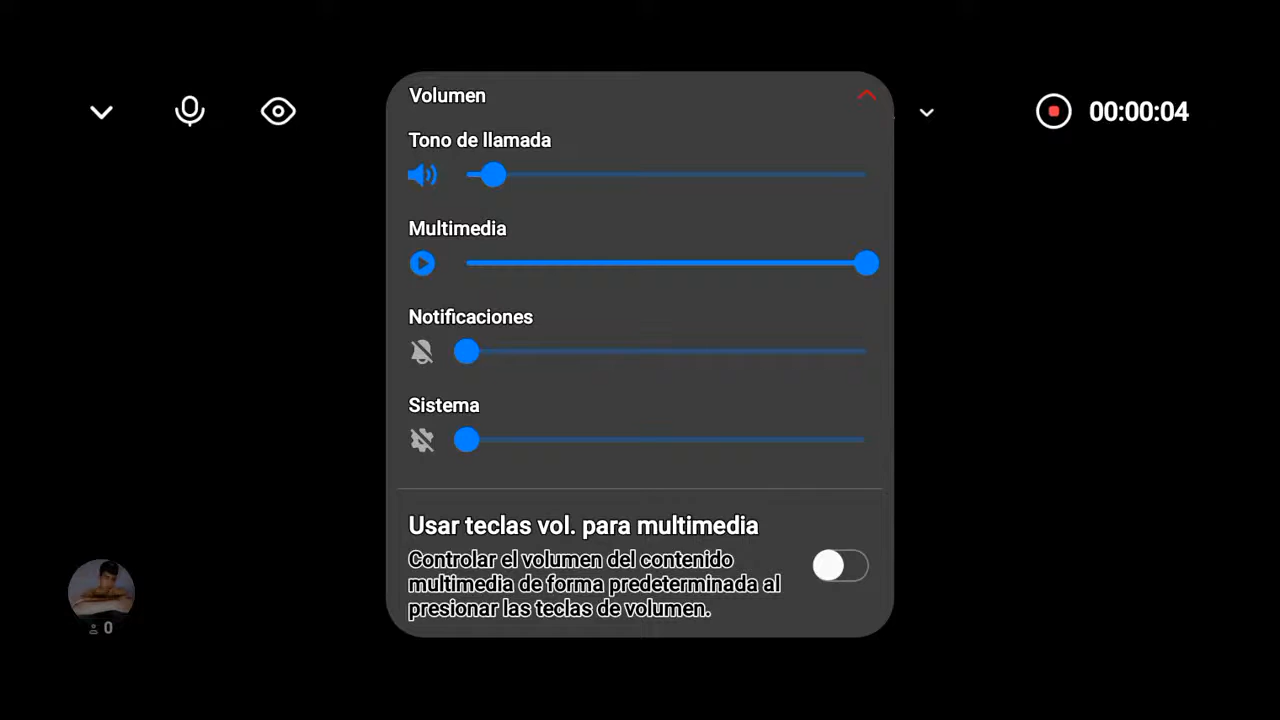 Volumen
00:00:04
Tono de llamada
Multimedia
Notificaciones
Sistema
Usar teclas vol. para multimedia
Controlar el volumen del contenido
multimedia de forma predeterminada al
presionar las teclas de volumen.
0